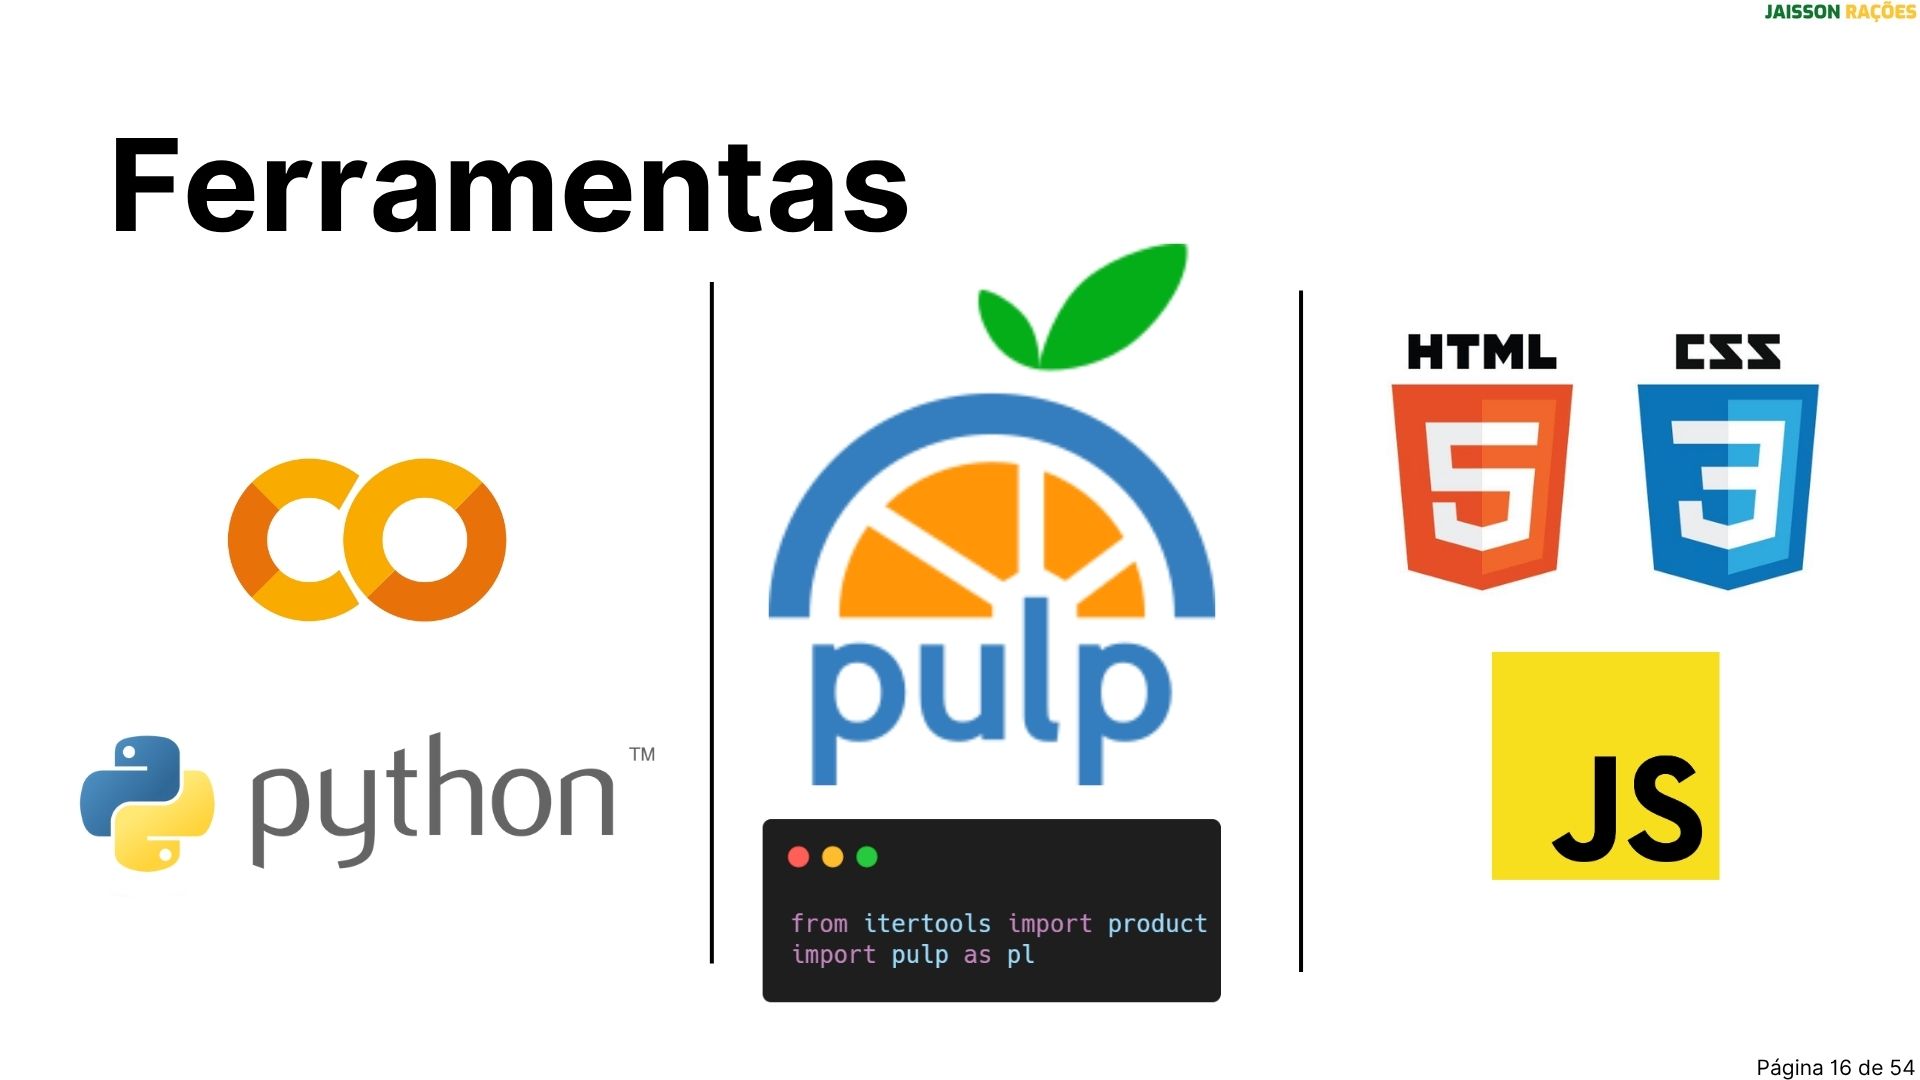 JAISSON RAÇÕES
Ferramentas
CO
python™
pulp
from itertools import product
import pulp as pl
HTML
5
CSS
3
JS
Página 16 de 54